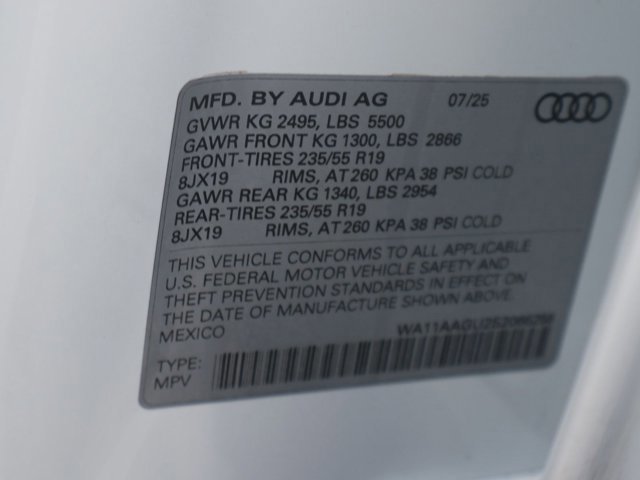 MFD. BY AUDI AG 07/25
GVWR KG 2495, LBS 5500
GAWR FRONT KG 1300, LBS 2866
FRONT-TIRES 235/55 R19
8JX19 RIMS, AT 260 KPA 38 PSI COLD
GAWR REAR KG 1340, LBS 2954
REAR-TIRES 235/55 R19
8JX19 RIMS, AT 260 KPA 38 PSI COLD
THIS VEHICLE CONFORMS TO ALL APPLICABLE
U.S. FEDERAL MOTOR VEHICLE SAFETY AND
THEFT PREVENTION STANDARDS IN EFFECT ON
THE DATE OF MANUFACTURE SHOWN ABOVE.
MEXICO
TYPE:
MPV